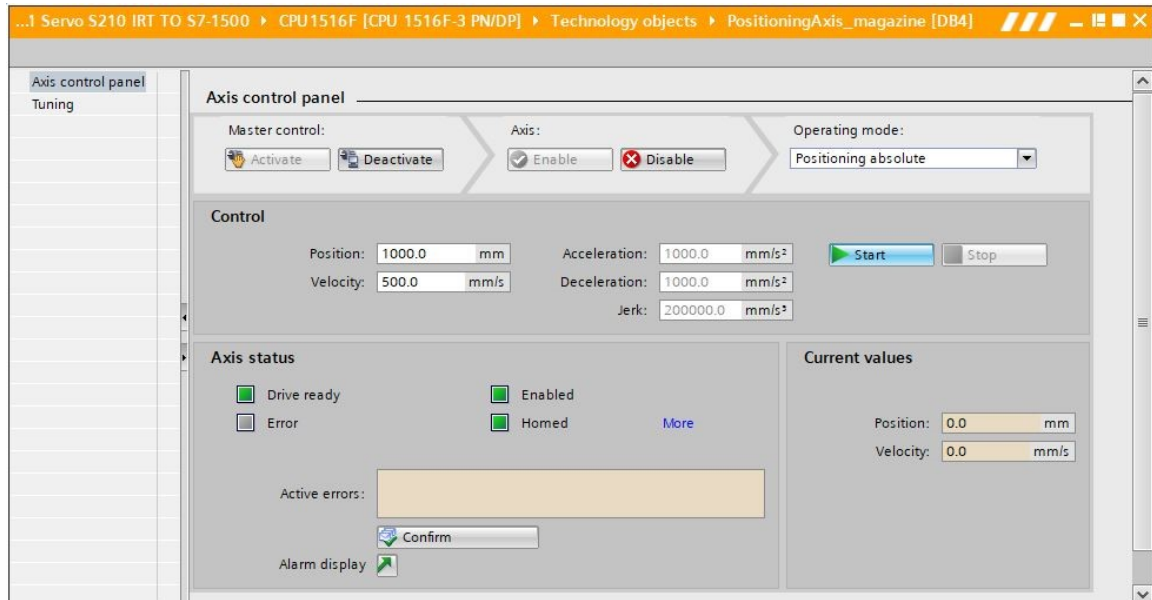 ...1 Servo S210 IRT TO S7-1500 ▸ CPU1516F [CPU 1516F-3 PN/DP] ▸ Technology objects ▸ PositioningAxis_magazine [DB4]
Axis control panel
Tuning
Axis control panel
Master control:
Axis:
Operating mode:
Activate
Deactivate
Enable
Disable
Positioning absolute
Control
Position: 1000.0 mm
Acceleration: 1000.0 mm/s²
Start
Stop
Velocity: 500.0 mm/s
Deceleration: 1000.0 mm/s²
Jerk: 200000.0 mm/s³
Axis status
Current values
Drive ready
Enabled
Error
Homed
More
Position: 0.0 mm
Velocity: 0.0 mm/s
Active errors:
Confirm
Alarm display